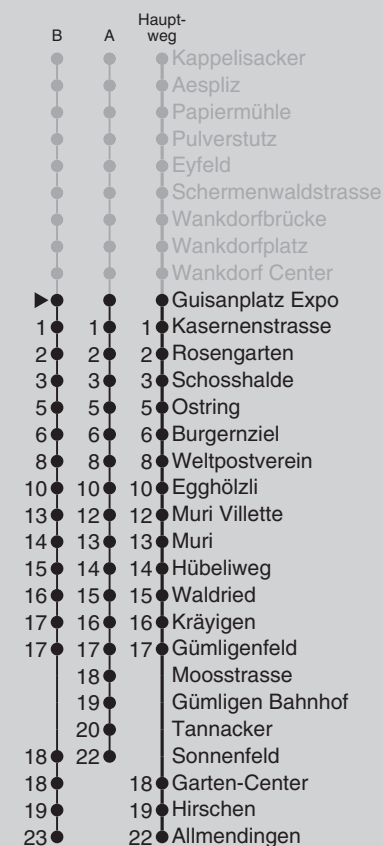 Haupt-
B A weg
Kappelisacker
Aespliz
Papiermühle
Pulverstutz
Eyfeld
Schermenwaldstrasse
Wankdorfbrücke
Wankdorfplatz
Wankdorf Center
Guisanplatz Expo
1 1 1 Kasernenstrasse
2 2 2 Rosengarten
3 3 3 Schosshalde
5 5 5 Ostring
6 6 6 Burgernziel
8 8 8 Weltpostverein
10 10 10 Egghölzli
13 12 12 Muri Villette
14 13 13 Muri
15 14 14 Hübeliweg
16 15 15 Waldried
17 16 16 Kräyigen
17 17 17 Gümligenfeld
18 Moosstrasse
19 Gümligen Bahnhof
20 Tannacker
18 22 Sonnenfeld
18 18 Garten-Center
19 19 Hirschen
23 22 Allmendingen